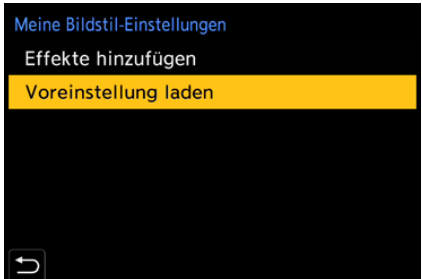 Meine Bildstil-Einstellungen
Effekte hinzufügen
Voreinstellung laden